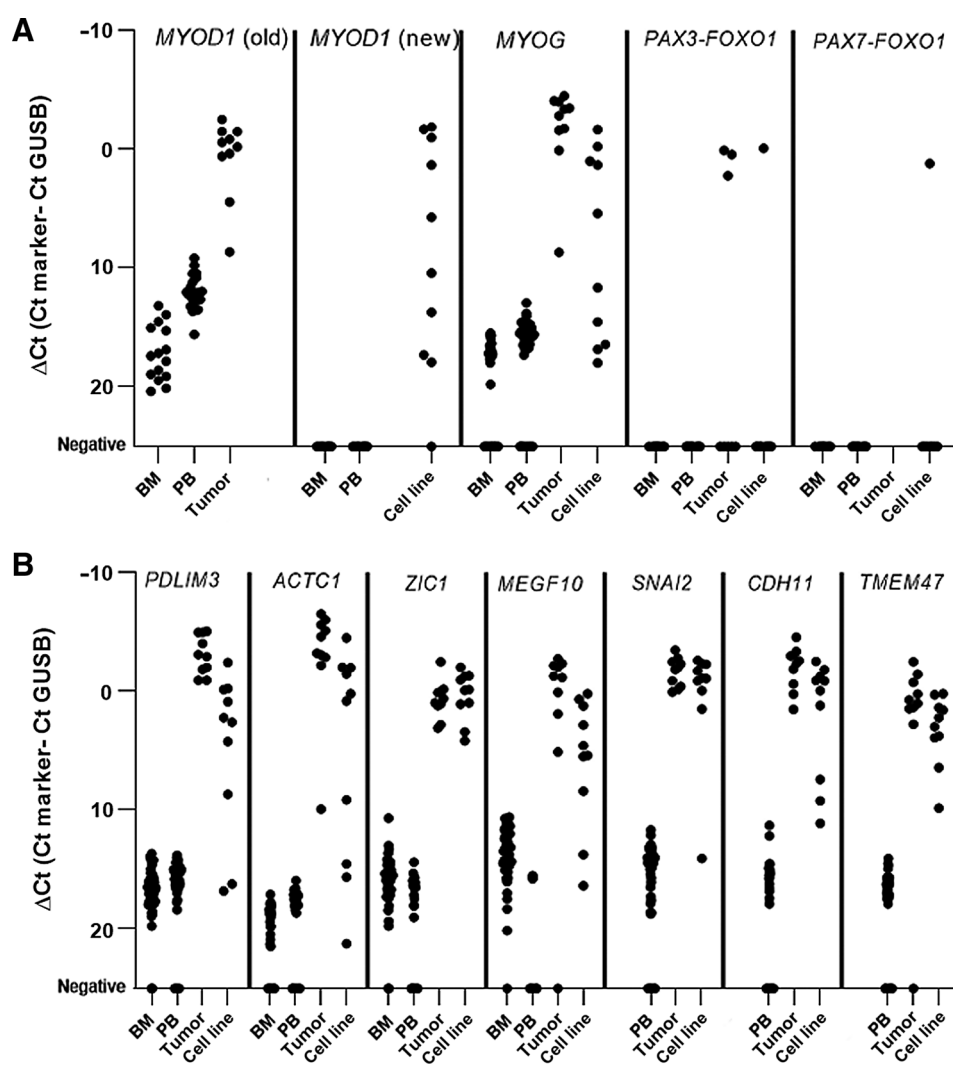 A
MYOD1 (old) MYOD1 (new) MYOG PAX3-FOXO1 PAX7-FOXO1
ΔCt (Ct marker- Ct GUSB)
-10
0
10
20
Negative
BM PB Tumor BM PB Cell line BM PB Tumor Cell line BM PB Tumor Cell line BM PB Tumor Cell line
B
PDLIM3 ACTC1 ZIC1 MEGF10 SNAI2 CDH11 TMEM47
ΔCt (Ct marker- Ct GUSB)
-10
0
10
20
Negative
BM PB Tumor Cell line BM PB Tumor Cell line BM PB Tumor Cell line BM PB Tumor Cell line PB Tumor Cell line PB Tumor Cell line PB Tumor Cell line